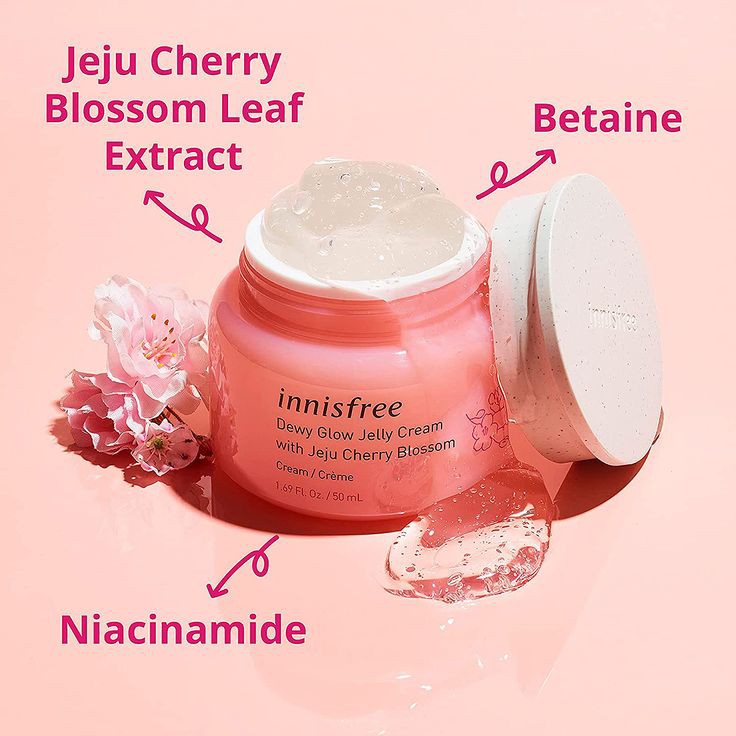 Jeju Cherry
Blossom Leaf
Extract
Betaine
innisfree
innisfree
Dewy Glow Jelly Cream
with Jeju Cherry Blossom
Cream / Crème
1.69 Fl. Oz. / 50 mL
Niacinamide